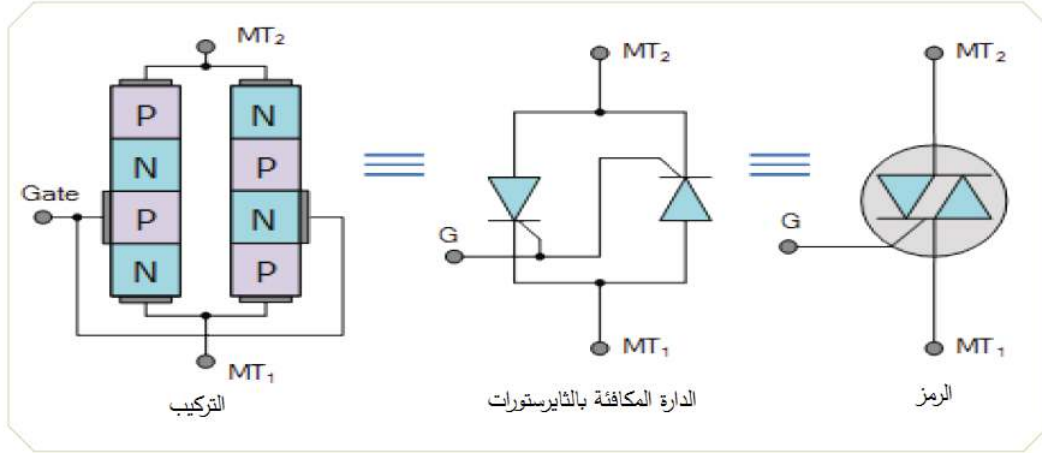 MT₂
P N
N P
Gate
P N
N P
MT₁
التركيب
MT₂
G
MT₁
الدارة المكافئة بالثايرستورات
MT₂
G
MT₁
الرمز